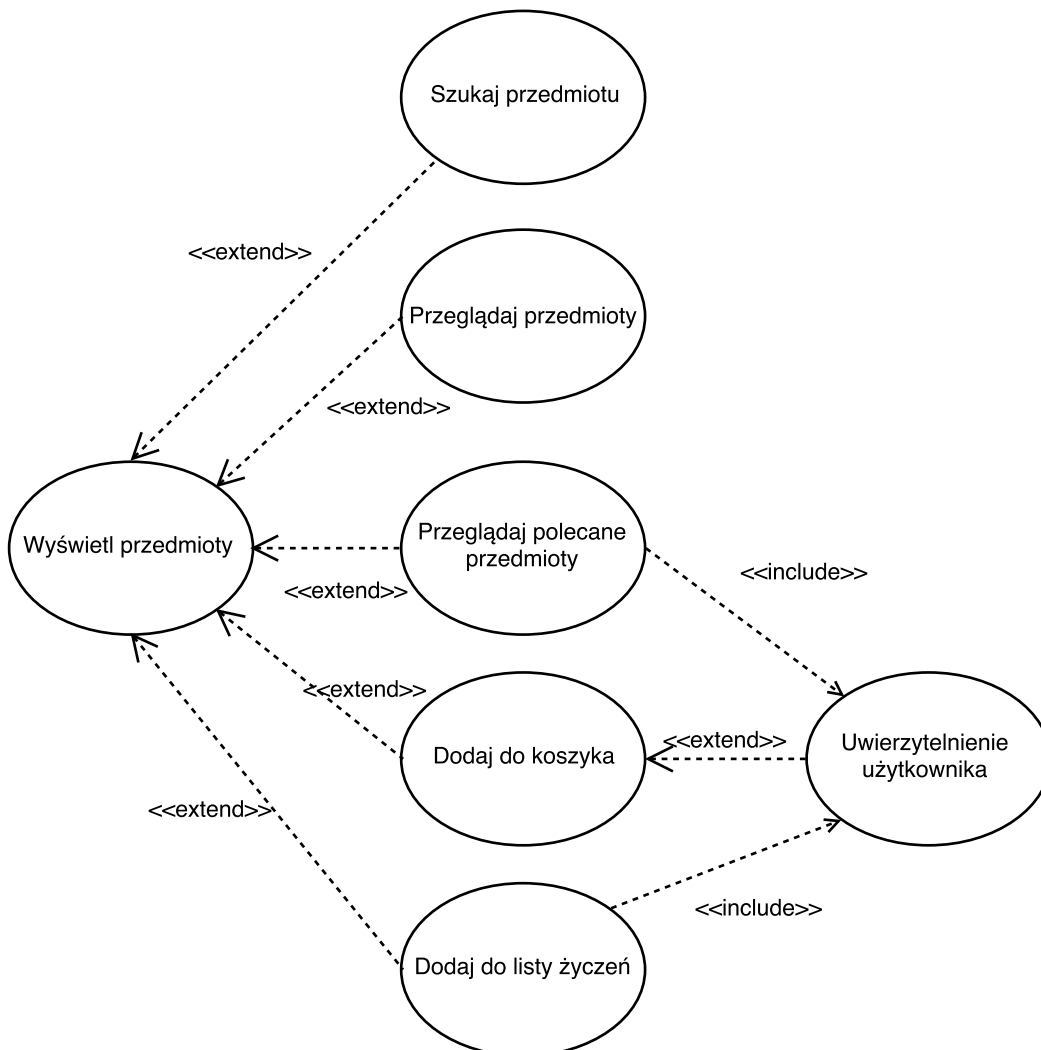 Szukaj przedmiotu
<<extend>>
Przeglądaj przedmioty
<<extend>>
Wyświetl przedmioty
Przeglądaj polecane
przedmioty
<<extend>>
<<include>>
<<extend>>
Dodaj do koszyka
<<extend>>
Uwierzytelnienie
użytkownika
<<extend>>
<<include>>
Dodaj do listy życzeń